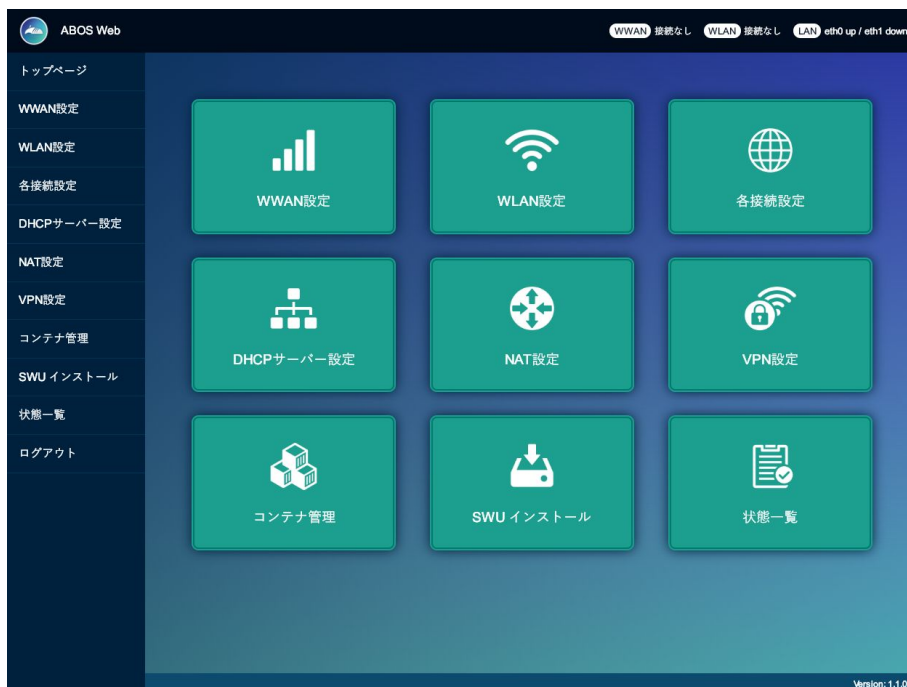 ABOS Web
WWAN 接続なし WLAN 接続なし LAN eth0 up / eth1 down
トップページ
WWAN設定
WLAN設定
各接続設定
DHCPサーバー設定
NAT設定
VPN設定
コンテナ管理
SWU インストール
状態一覧
ログアウト
WWAN設定
WLAN設定
各接続設定
DHCPサーバー設定
NAT設定
VPN設定
コンテナ管理
SWU インストール
状態一覧
Version: 1.1.0